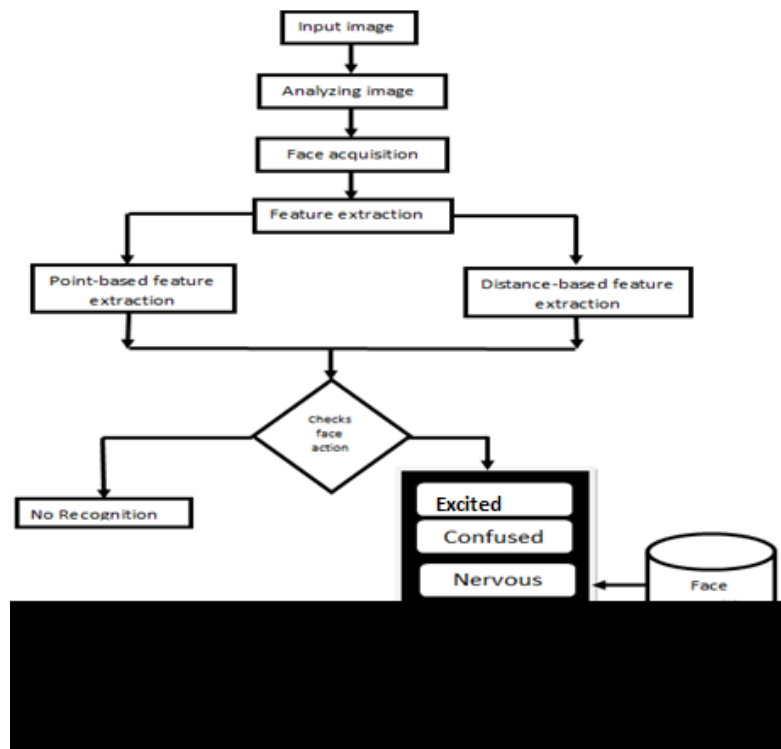 Input image
Analyzing image
Face acquisition
Feature extraction
Point-based feature
extraction
Distance-based feature
extraction
Checks
face
action
No Recognition
Excited
Confused
Nervous
Face